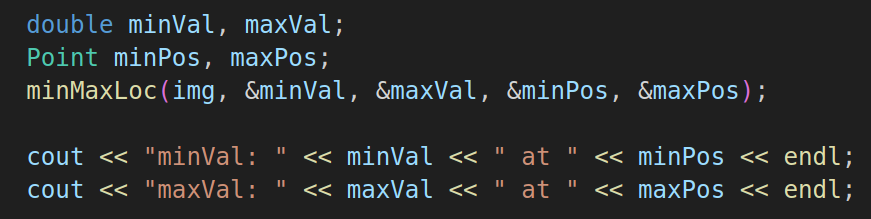 double minVal, maxVal;
Point minPos, maxPos;
minMaxLoc(img, &minVal, &maxVal, &minPos, &maxPos);
cout << "minVal: " << minVal << " at " << minPos << endl;
cout << "maxVal: " << maxVal << " at " << maxPos << endl;